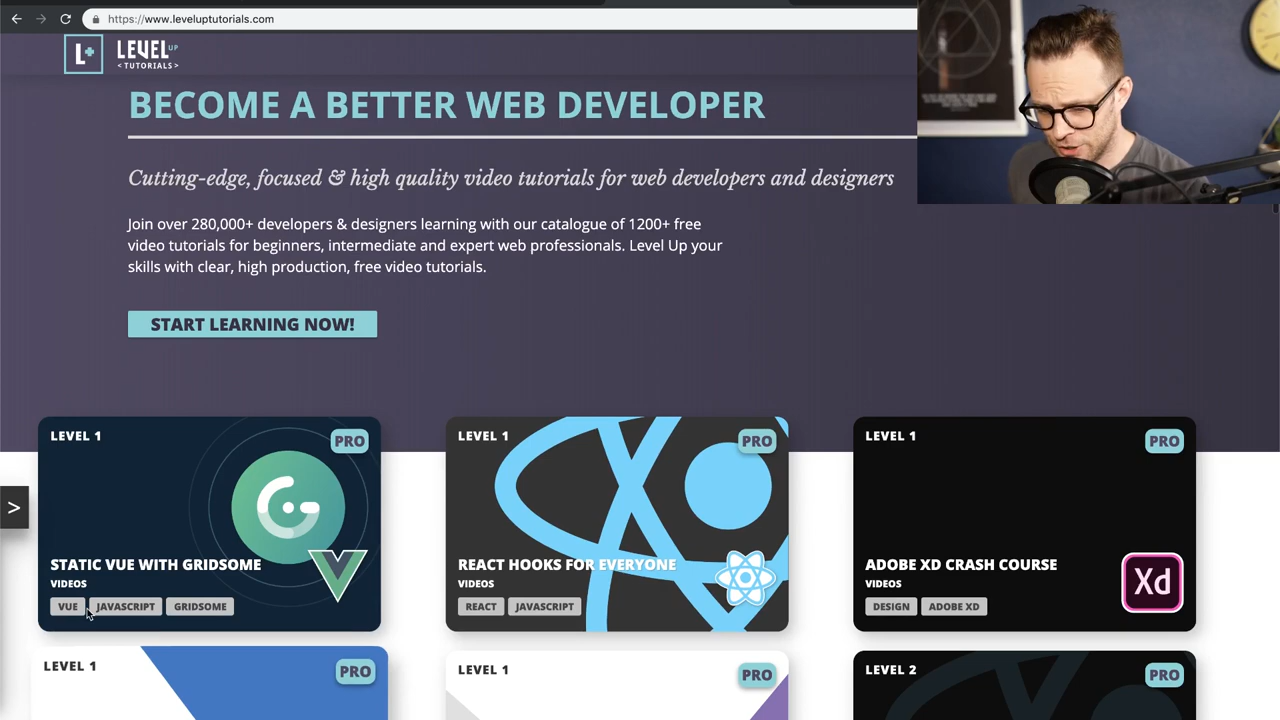 https://www.leveluptutorials.com
L+
LEVEL UP
<TUTORIALS>
BECOME A BETTER WEB DEVELOPER
Cutting-edge, focused & high quality video tutorials for web developers and designers
Join over 280,000+ developers & designers learning with our catalogue of 1200+ free
video tutorials for beginners, intermediate and expert web professionals. Level Up your
skills with clear, high production, free video tutorials.
START LEARNING NOW!
>
LEVEL 1
PRO
STATIC VUE WITH GRIDSOME
VIDEOS
VUE JAVASCRIPT GRIDSOME
LEVEL 1
PRO
REACT HOOKS FOR EVERYONE
VIDEOS
REACT JAVASCRIPT
LEVEL 1
PRO
ADOBE XD CRASH COURSE
VIDEOS
Xd
DESIGN ADOBE XD
LEVEL 1
PRO
LEVEL 1
PRO
LEVEL 2
PRO